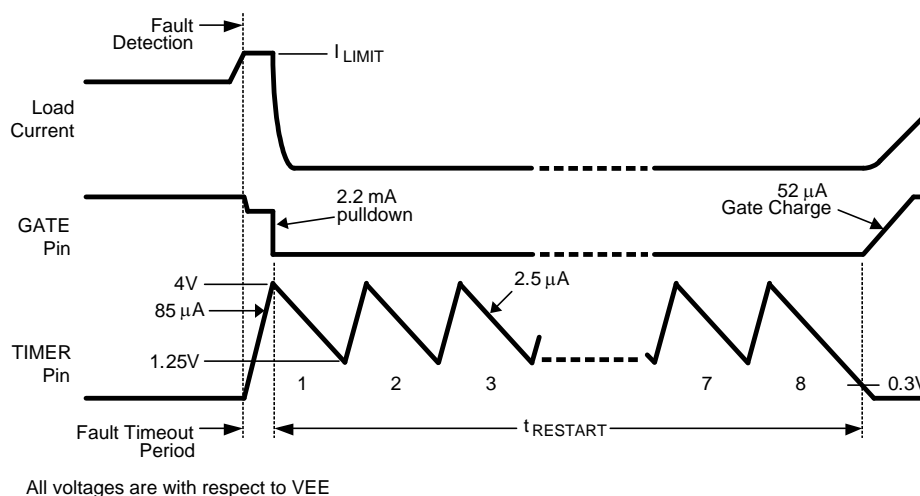 Fault
Detection
I LIMIT
Load
Current
2.2 mA
pulldown
52 μA
Gate Charge
GATE
Pin
4V
2.5 μA
85 μA
TIMER
Pin
1.25V
1
2
3
7
8
0.3V
Fault Timeout
Period
t RESTART
All voltages are with respect to VEE